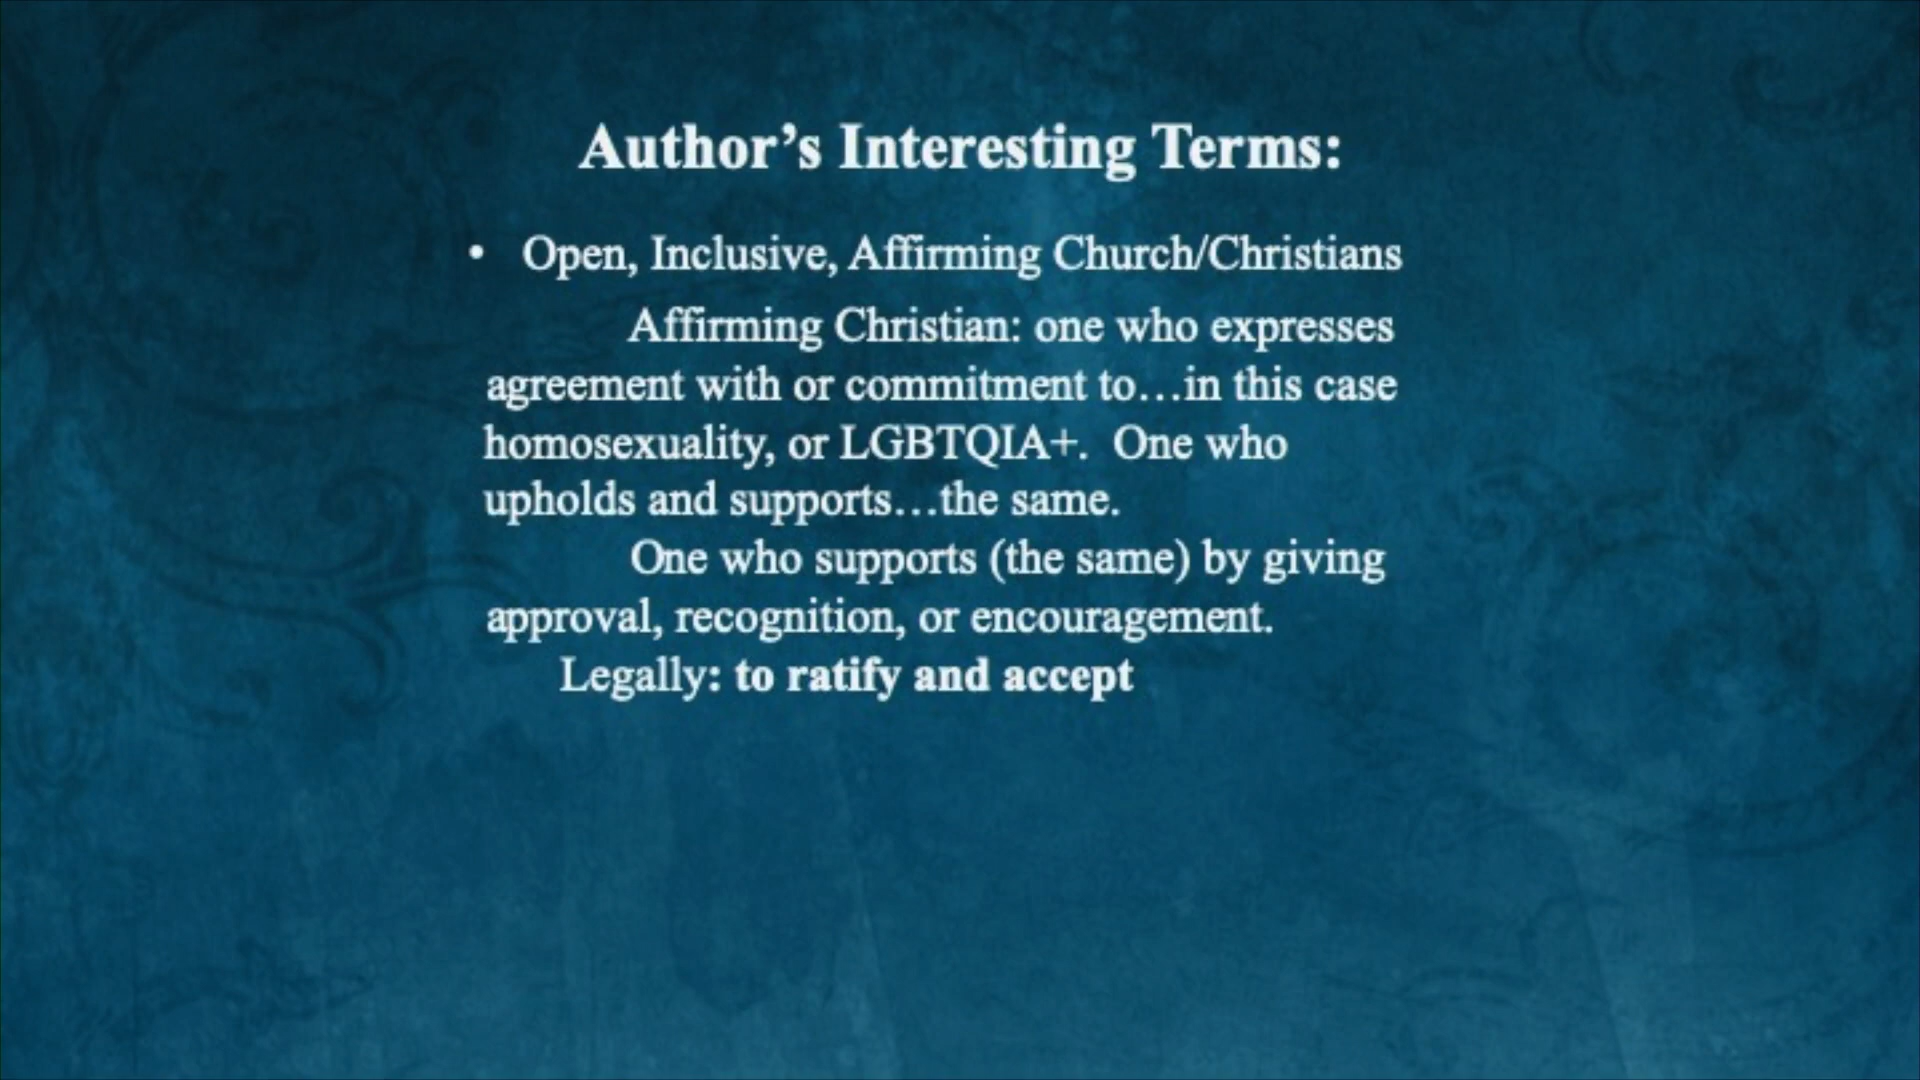 Author’s Interesting Terms:
• Open, Inclusive, Affirming Church/Christians
Affirming Christian: one who expresses
agreement with or commitment to…in this case
homosexuality, or LGBTQIA+. One who
upholds and supports…the same.
One who supports (the same) by giving
approval, recognition, or encouragement.
Legally: to ratify and accept